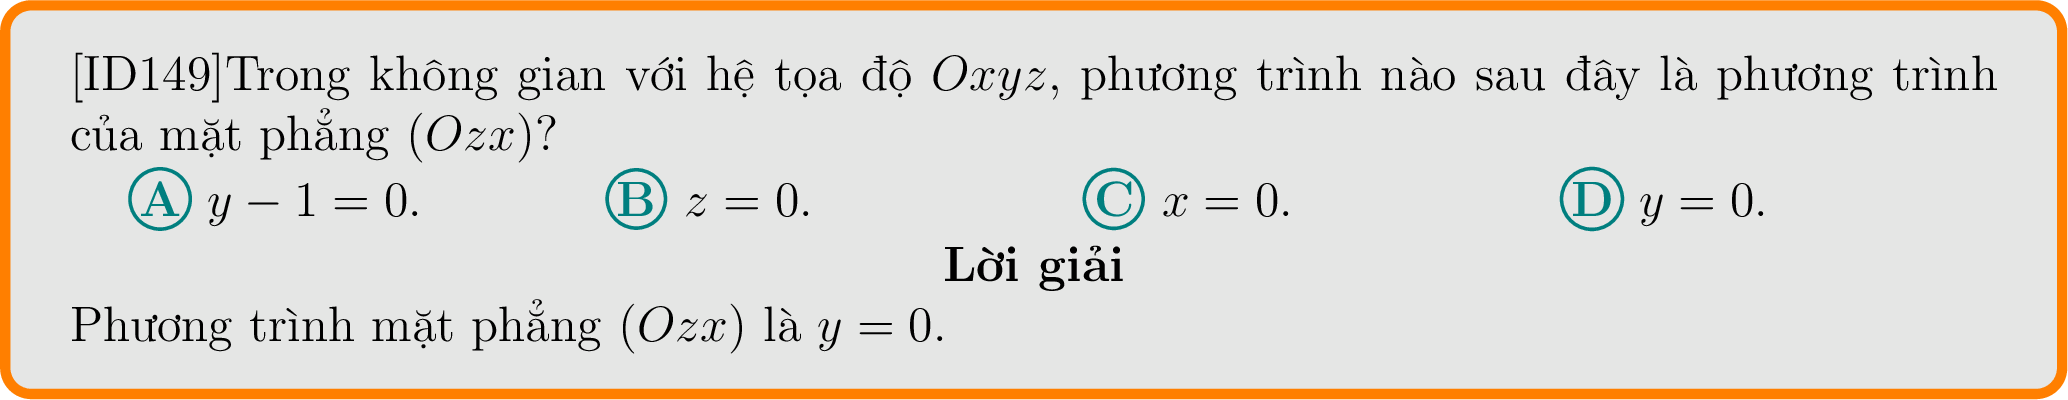 [ID149]Trong không gian với hệ tọa độ Oxyz, phương trình nào sau đây là phương trình
của mặt phẳng (Ozx)?
A y − 1 = 0. B z = 0. C x = 0. D y = 0.
Lời giải
Phương trình mặt phẳng (Ozx) là y = 0.